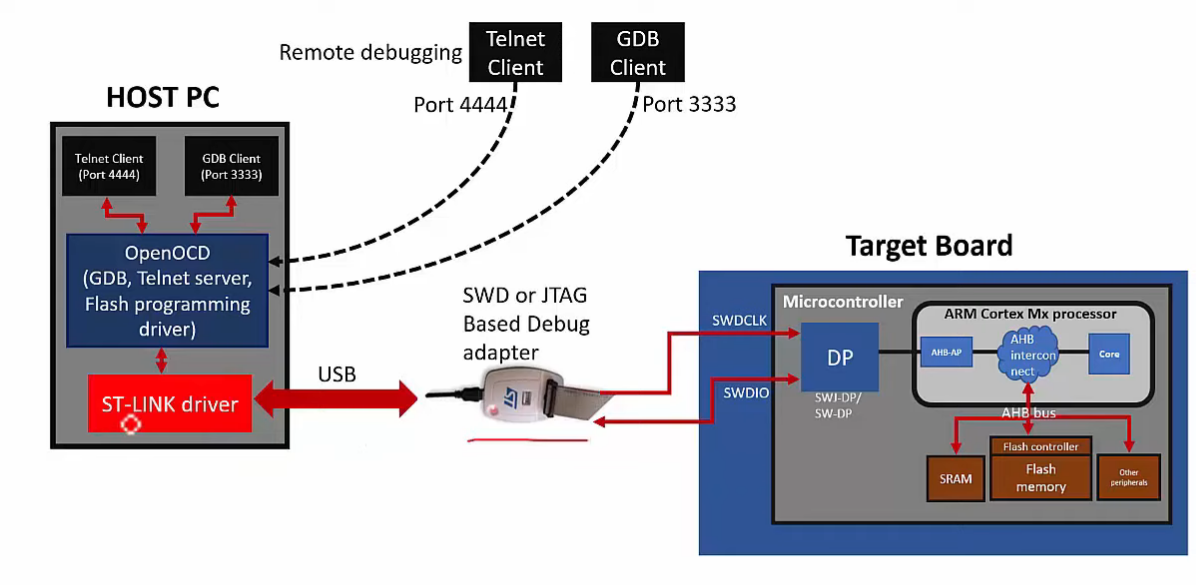 Remote debugging
Telnet
Client
GDB
Client
Port 4444
Port 3333
HOST PC
Telnet Client
(Port 4444)
GDB Client
(Port 3333)
OpenOCD
(GDB, Telnet server,
Flash programming
driver)
ST-LINK driver
USB
SWD or JTAG
Based Debug
adapter
Target Board
Microcontroller
SWDCLK
SWDIO
DP
SWJ-DP/
SW-DP
ARM Cortex Mx processor
AHB-AP
AHB
intercon
nect
Core
AHB bus
SRAM
Flash controller
Flash
memory
Other
peripherals